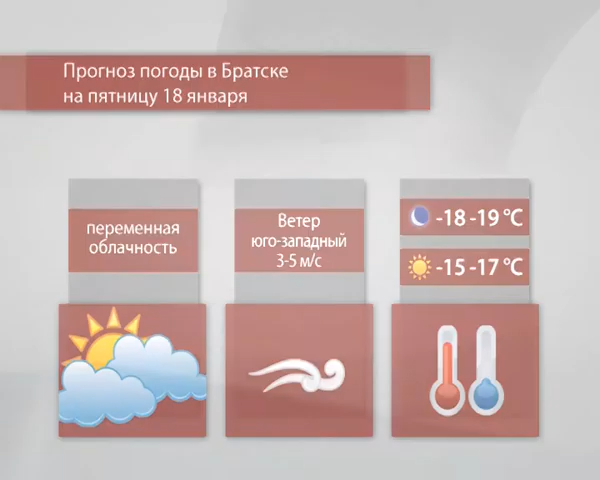 Прогноз погоды в Братске
на пятницу 18 января
переменная
облачность
Ветер
юго-западный
3-5 м/с
-18 -19 °C
-15 -17 °C